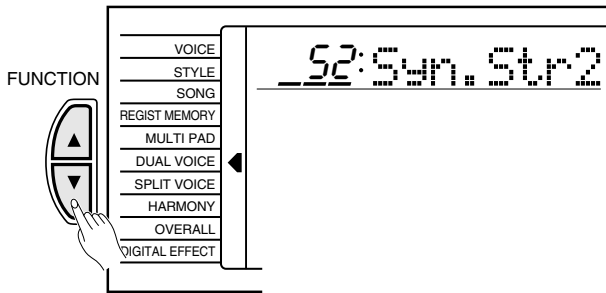 FUNCTION
VOICE
STYLE
SONG
REGIST MEMORY
MULTI PAD
DUAL VOICE
SPLIT VOICE
HARMONY
OVERALL
DIGITAL EFFECT
_52:Syn.Str2